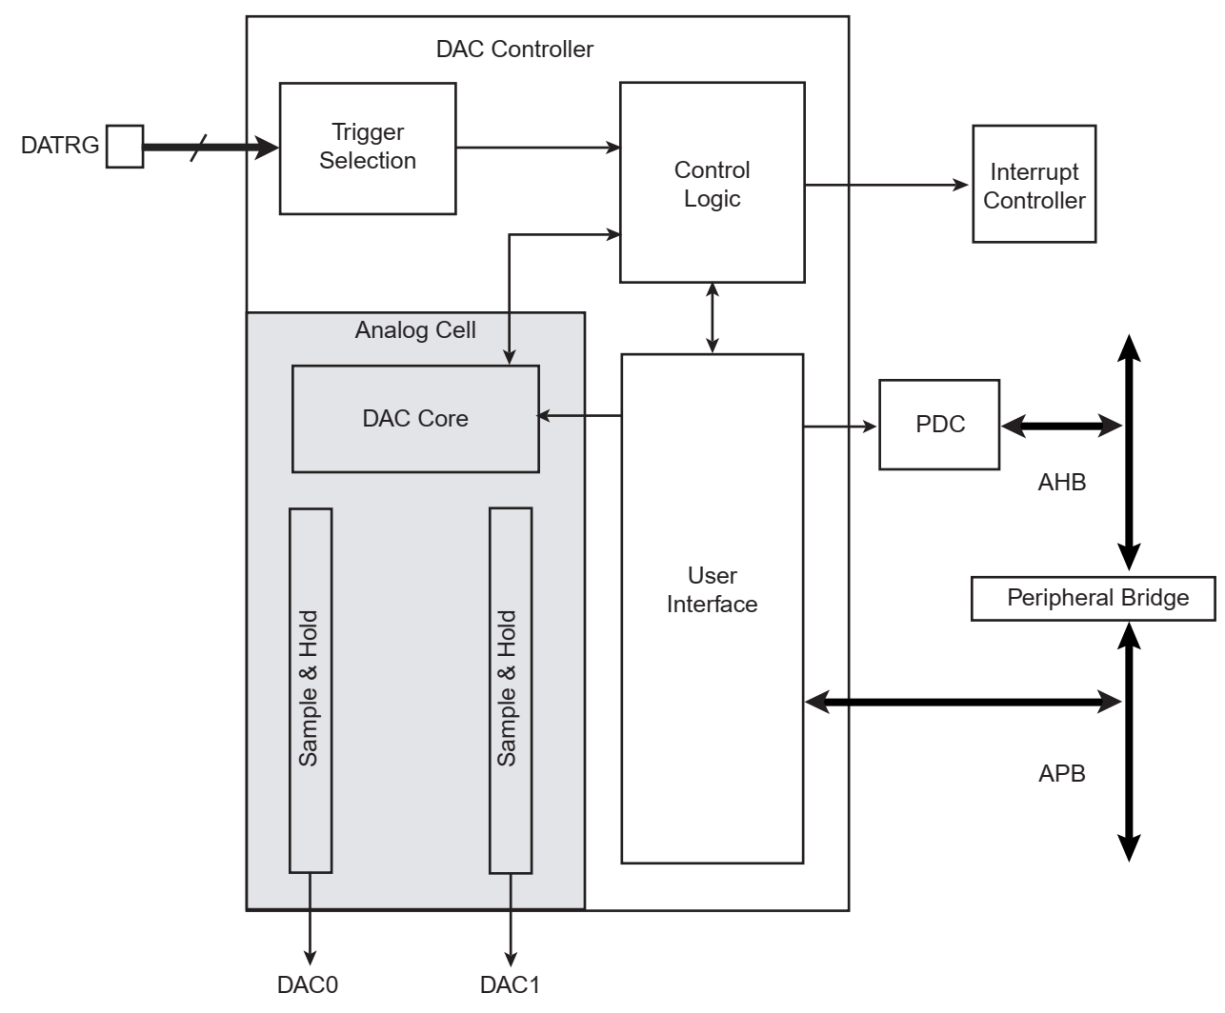 DAC Controller
DATRG
Trigger
Selection
Control
Logic
Interrupt
Controller
Analog Cell
DAC Core
PDC
AHB
User
Interface
Peripheral Bridge
Sample & Hold
Sample & Hold
APB
DAC0
DAC1